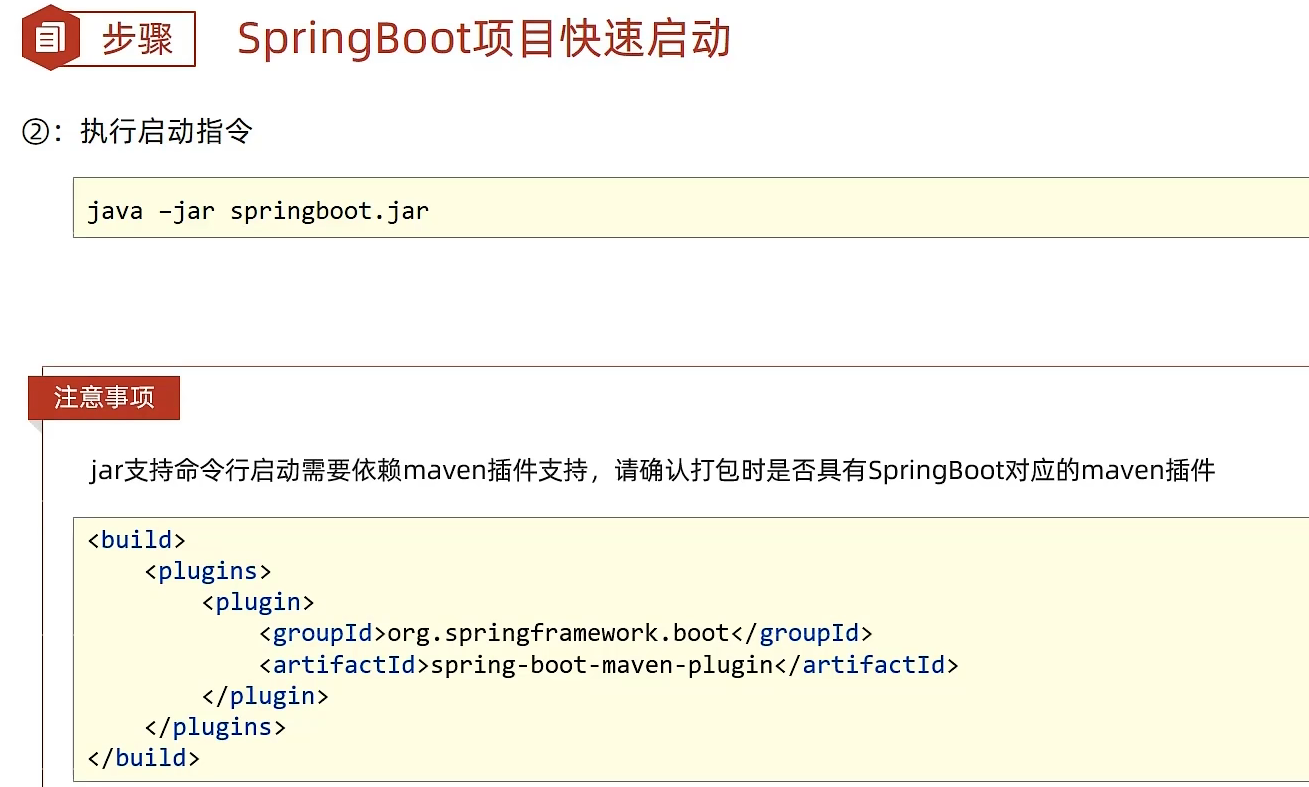 步骤
SpringBoot项目快速启动
②：执行启动指令
java –jar springboot.jar
注意事项
jar支持命令行启动需要依赖maven插件支持，请确认打包时是否具有SpringBoot对应的maven插件
<build>
    <plugins>
        <plugin>
            <groupId>org.springframework.boot</groupId>
            <artifactId>spring-boot-maven-plugin</artifactId>
        </plugin>
    </plugins>
</build>